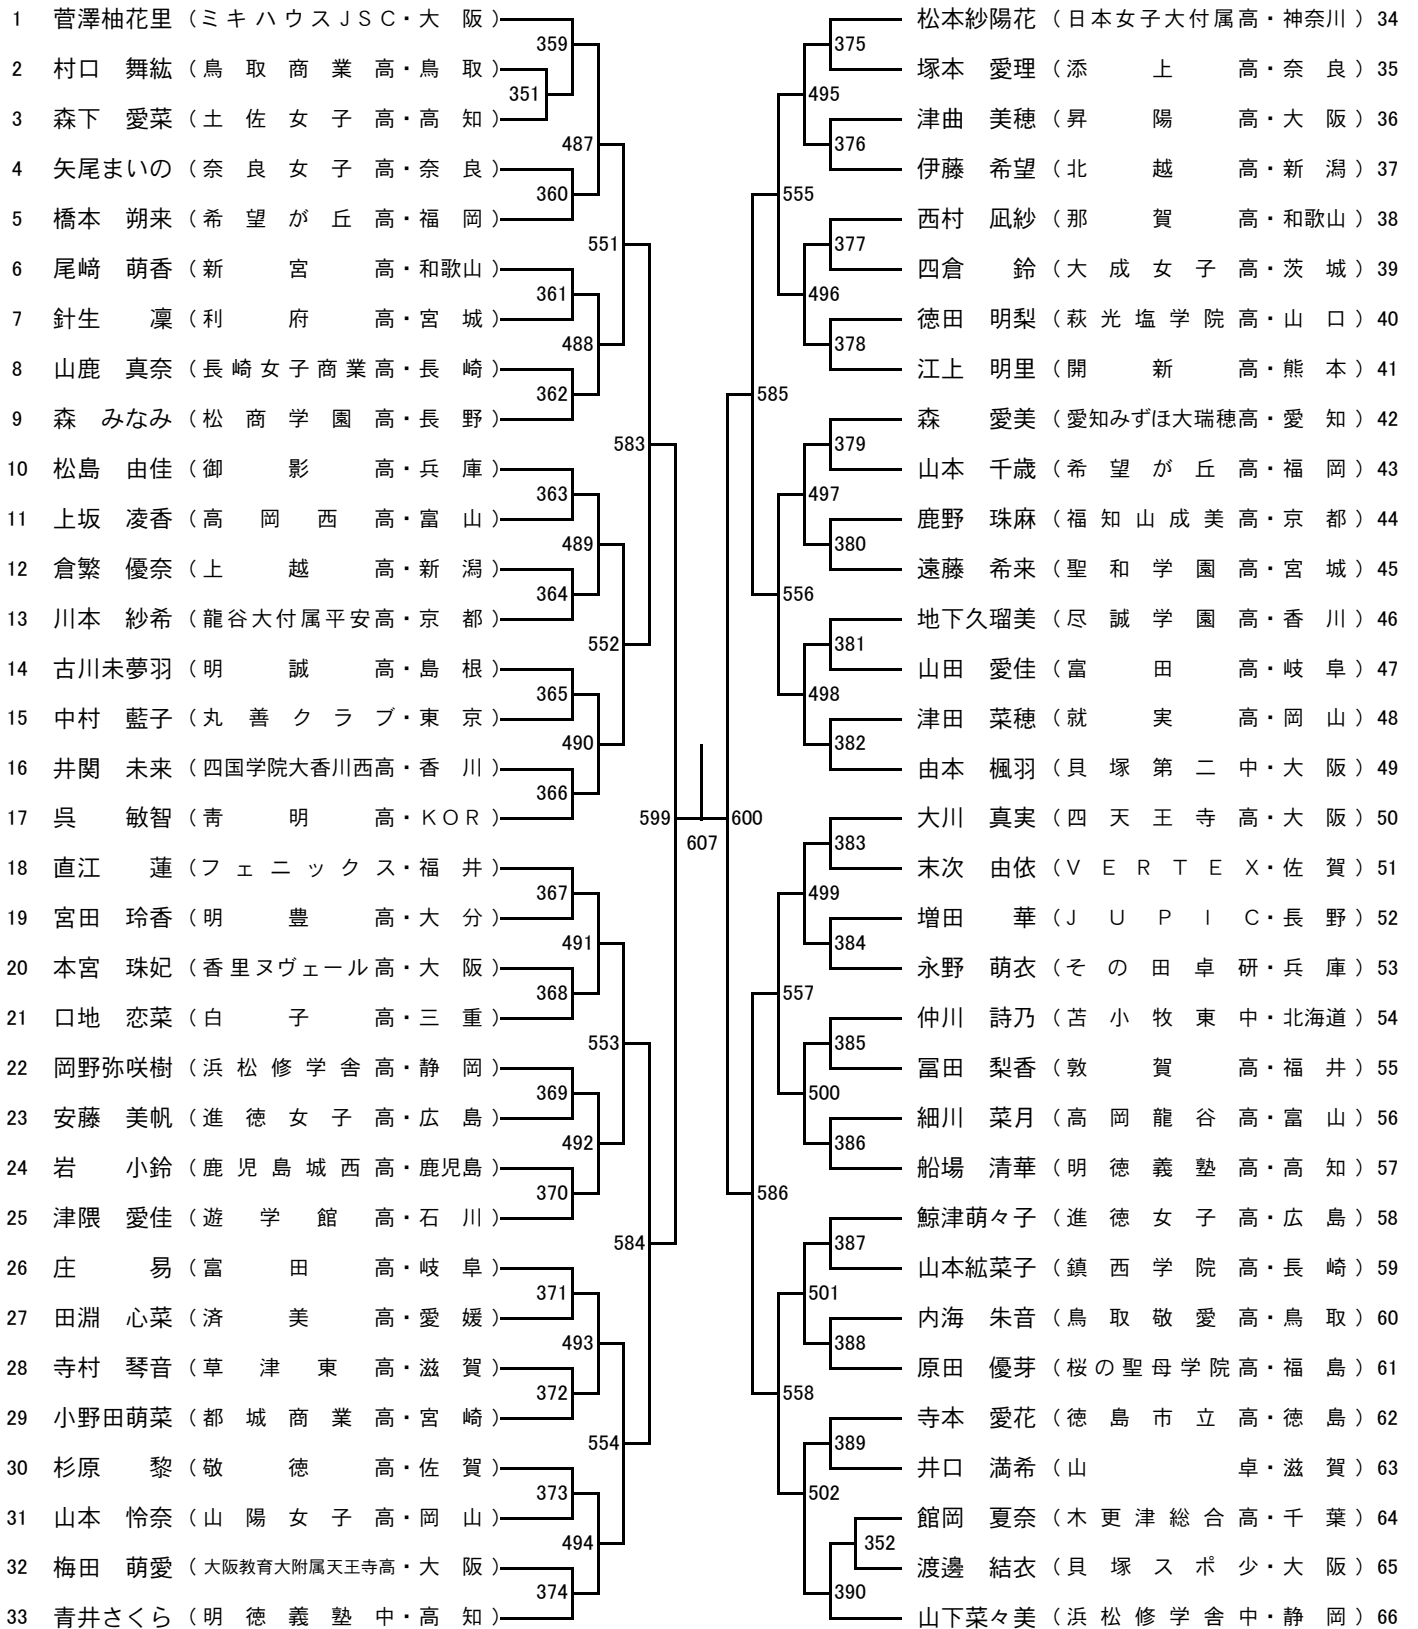 1 菅澤柚花里 (ミキハウスJSC・大 阪)
359
2 村口 舞紘 (鳥取商業高・鳥取)
351
3 森下 愛菜 (土佐女子高・高知)
487
4 矢尾まいの (奈良女子高・奈良)
360
5 橋本 朔来 (希望が丘高・福岡)
551
6 尾﨑 萌香 (新宮高・和歌山)
361
7 針生 凜 (利府高・宮城)
488
8 山鹿 真奈 (長崎女子商業高・長崎)
362
9 森 みなみ (松商学園高・長野)
583
10 松島 由佳 (御影高・兵庫)
363
11 上坂 凌香 (高岡西高・富山)
489
12 倉繁 優奈 (上越高・新潟)
364
13 川本 紗希 (龍谷大付属平安高・京都)
552
14 古川未夢羽 (明誠高・島根)
365
15 中村 藍子 (丸善クラブ・東京)
490
16 井関 未来 (四国学院大香川西高・香川)
366
17 呉 敏智 (青明高・KOR)
599
607
18 直江 蓮 (フェニックス・福井)
367
19 宮田 玲香 (明豊高・大分)
491
20 本宮 珠妃 (香里ヌヴェール高・大阪)
368
21 口地 恋菜 (白子高・三重)
553
22 岡野弥咲樹 (浜松修学舎高・静岡)
369
23 安藤 美帆 (進徳女子高・広島)
492
24 岩 小鈴 (鹿児島城西高・鹿児島)
370
25 津隈 愛佳 (遊学館高・石川)
584
26 庄 易 (富田高・岐阜)
371
27 田淵 心菜 (済美高・愛媛)
493
28 寺村 琴音 (草津東高・滋賀)
372
29 小野田萌菜 (都城商業高・宮崎)
554
30 杉原 黎 (敬徳高・佐賀)
373
31 山本 怜奈 (山陽女子高・岡山)
494
32 梅田 萌愛 (大阪教育大附属天王寺高・大阪)
374
33 青井さくら (明徳義塾中・高知)
松本紗陽花 (日本女子大付属高・神奈川) 34
375
塚本 愛理 (添上高・奈良) 35
495
津曲 美穂 (昇陽高・大阪) 36
376
伊藤 希望 (北越高・新潟) 37
555
西村 凪紗 (那賀高・和歌山) 38
377
四倉 鈴 (大成女子高・茨城) 39
496
徳田 明梨 (萩光塩学院高・山口) 40
378
江上 明里 (開新高・熊本) 41
585
森 愛美 (愛知みずほ大瑞穂高・愛知) 42
379
山本 千歳 (希望が丘高・福岡) 43
497
鹿野 珠麻 (福知山成美高・京都) 44
380
遠藤 希来 (聖和学園高・宮城) 45
556
地下久瑠美 (尽誠学園高・香川) 46
381
山田 愛佳 (富田高・岐阜) 47
498
津田 菜穂 (就実高・岡山) 48
382
由本 楓羽 (貝塚第二中・大阪) 49
600
大川 真実 (四天王寺高・大阪) 50
383
末次 由依 (VERTEX・佐賀) 51
499
増田 華 (JUPIC・長野) 52
384
永野 萌衣 (その田卓研・兵庫) 53
557
仲川 詩乃 (苫小牧東中・北海道) 54
385
冨田 梨香 (敦賀高・福井) 55
500
細川 菜月 (高岡龍谷高・富山) 56
386
船場 清華 (明徳義塾高・高知) 57
586
鯨津萌々子 (進徳女子高・広島) 58
387
山本紘菜子 (鎮西学院高・長崎) 59
501
内海 朱音 (鳥取敬愛高・鳥取) 60
388
原田 優芽 (桜の聖母学院高・福島) 61
558
寺本 愛花 (徳島市立高・徳島) 62
389
井口 満希 (山卓・滋賀) 63
502
館岡 夏奈 (木更津総合高・千葉) 64
352
渡邊 結衣 (貝塚スポ少・大阪) 65
390
山下菜々美 (浜松修学舎中・静岡) 66